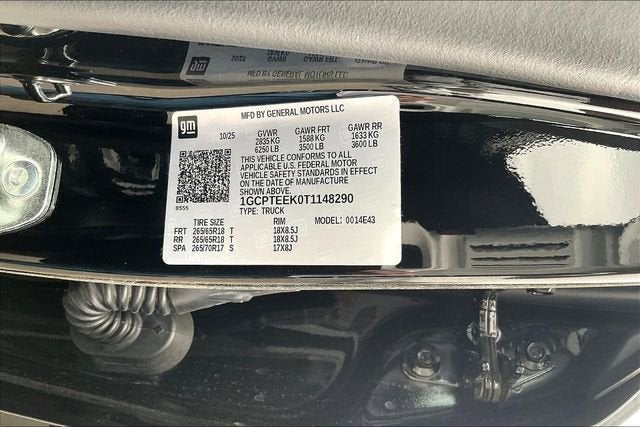 MFD BY GENERAL MOTORS LLC
gm
10/25 GVWR GAWR FRT GAWR RR
2835 KG 1588 KG 1633 KG
6250 LB 3500 LB 3600 LB
THIS VEHICLE CONFORMS TO ALL
APPLICABLE U.S. FEDERAL MOTOR
VEHICLE SAFETY STANDARDS IN EFFECT
ON THE DATE OF MANUFACTURE
SHOWN ABOVE.
1GCPTEEK0T1148290
8555
TYPE: TRUCK
TIRE SIZE RIM MODEL: 0014E43
FRT 265/65R18 T 18X8.5J
RR 265/65R18 T 18X8.5J
SPA 265/70R17 S 17X8J